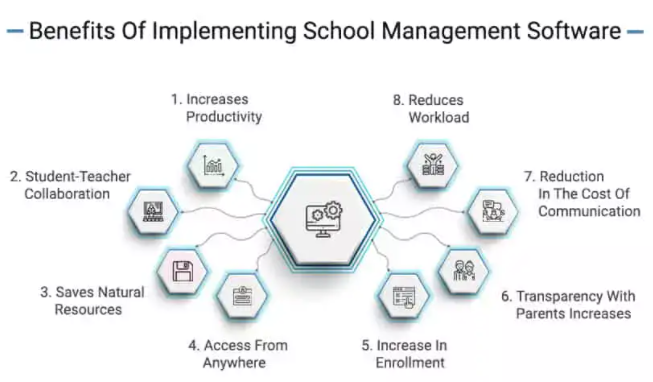 Benefits Of Implementing School Management Software
1. Increases
Productivity
2. Student-Teacher
Collaboration
3. Saves Natural
Resources
4. Access From
Anywhere
5. Increase In
Enrollment
6. Transparency With
Parents Increases
7. Reduction
In The Cost Of
Communication
8. Reduces
Workload